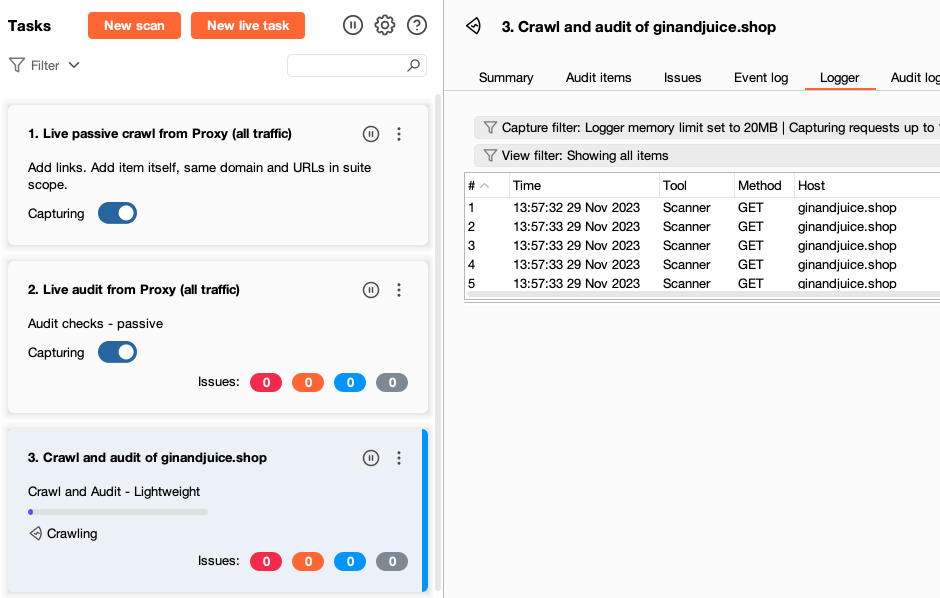 Tasks
New scan
New live task
Filter
1. Live passive crawl from Proxy (all traffic)
Add links. Add item itself, same domain and URLs in suite
scope.
Capturing
2. Live audit from Proxy (all traffic)
Audit checks - passive
Capturing
Issues: 0 0 0 0
3. Crawl and audit of ginandjuice.shop
Crawl and Audit - Lightweight
Crawling
Issues: 0 0 0 0
3. Crawl and audit of ginandjuice.shop
Summary Audit items Issues Event log Logger Audit log
Capture filter: Logger memory limit set to 20MB | Capturing requests up to
View filter: Showing all items
# Time Tool Method Host
1 13:57:32 29 Nov 2023 Scanner GET ginandjuice.shop
2 13:57:33 29 Nov 2023 Scanner GET ginandjuice.shop
3 13:57:33 29 Nov 2023 Scanner GET ginandjuice.shop
4 13:57:33 29 Nov 2023 Scanner GET ginandjuice.shop
5 13:57:33 29 Nov 2023 Scanner GET ginandjuice.shop